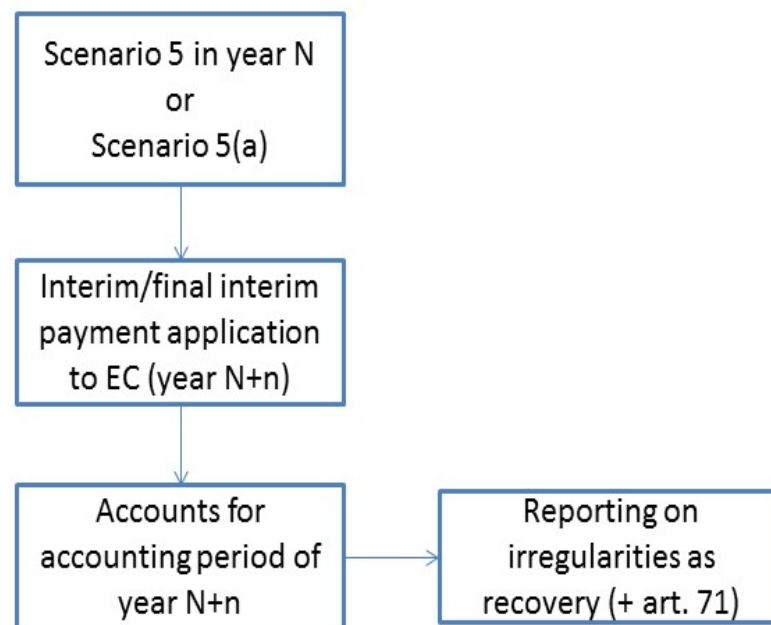 Scenario 5 in year N
or
Scenario 5(a)
Interim/final interim
payment application
to EC (year N+n)
Accounts for
accounting period of
year N+n
Reporting on
irregularities as
recovery (+ art. 71)